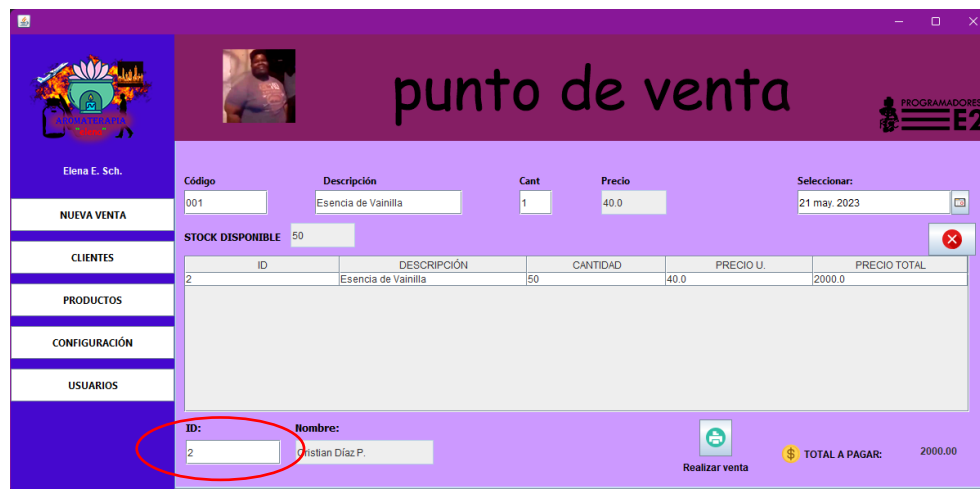 punto de venta
AROMATERAPIA
PROGRAMADORES
E2
Elena E. Sch.
NUEVA VENTA
CLIENTES
PRODUCTOS
CONFIGURACIÓN
USUARIOS
Código Descripción Cant Precio Seleccionar:
001 Esencia de Vainilla 1 40.0 21 may. 2023
STOCK DISPONIBLE 50
ID DESCRIPCIÓN CANTIDAD PRECIO U. PRECIO TOTAL
2 Esencia de Vainilla 50 40.0 2000.0
ID: Nombre:
2 Cristian Díaz P.
Realizar venta
$ TOTAL A PAGAR: 2000.00